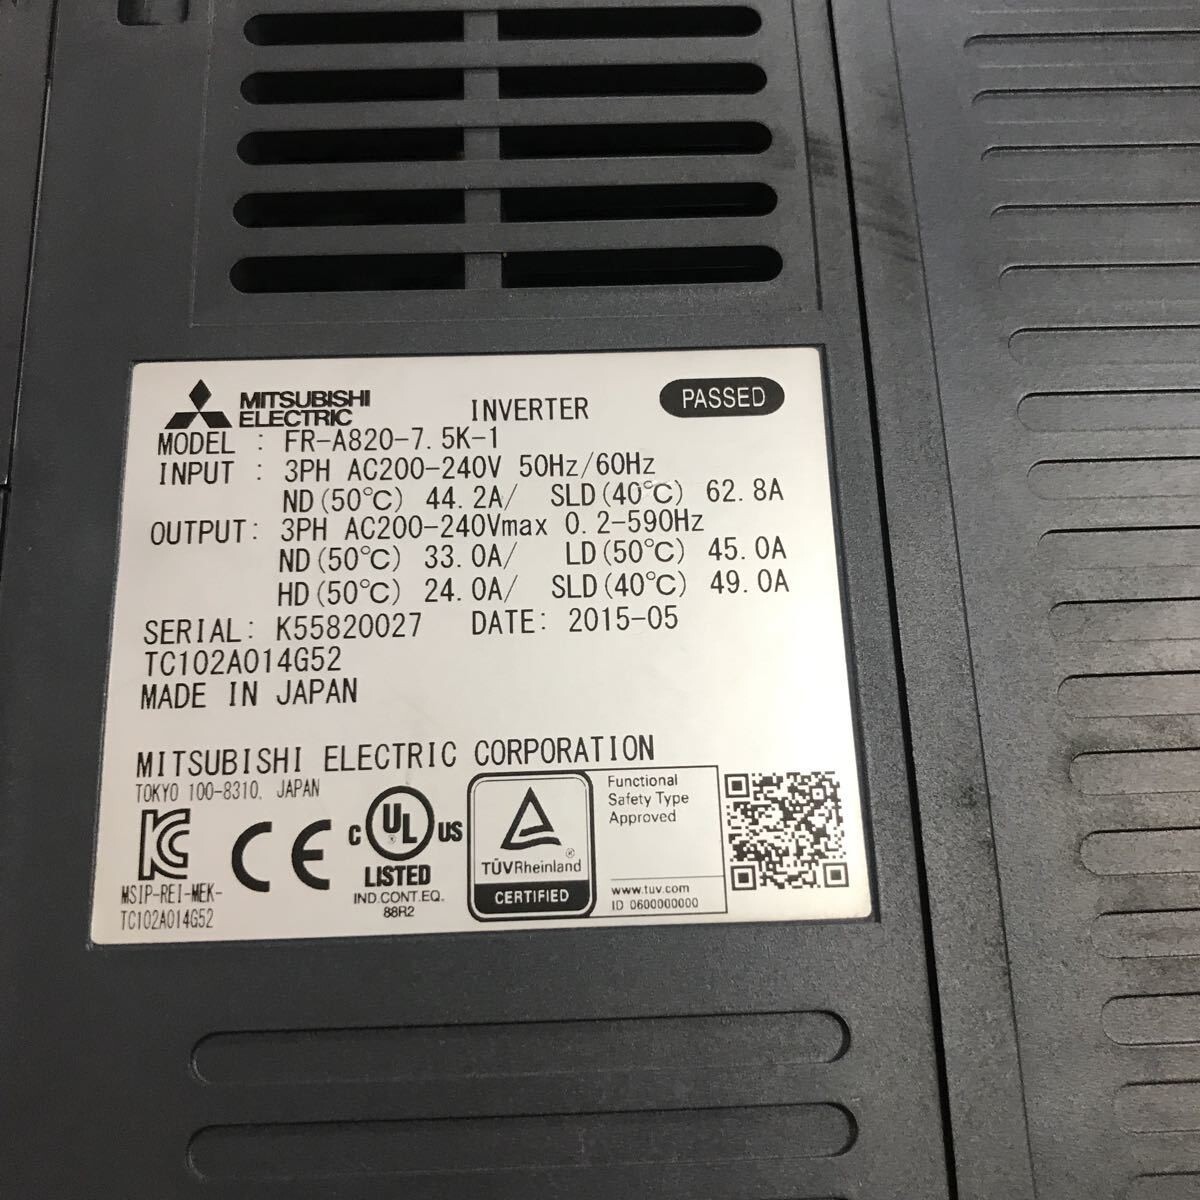 MITSUBISHI
ELECTRIC
INVERTER
PASSED
MODEL : FR-A820-7.5K-1
INPUT : 3PH AC200-240V 50Hz/60Hz
ND(50℃) 44.2A/ SLD(40℃) 62.8A
OUTPUT: 3PH AC200-240Vmax 0.2-590Hz
ND(50℃) 33.0A/ LD(50℃) 45.0A
HD(50℃) 24.0A/ SLD(40℃) 49.0A
SERIAL: K55820027 DATE: 2015-05
TC102A014G52
MADE IN JAPAN
MITSUBISHI ELECTRIC CORPORATION
TOKYO 100-8310, JAPAN
KC
MSIP-REI-MEK-
TC102A014G52
CE
C UL US
LISTED
IND.CONT.EQ.
88R2
TÜVRheinland®
CERTIFIED
Functional
Safety Type
Approved
www.tuv.com
ID 0600000000